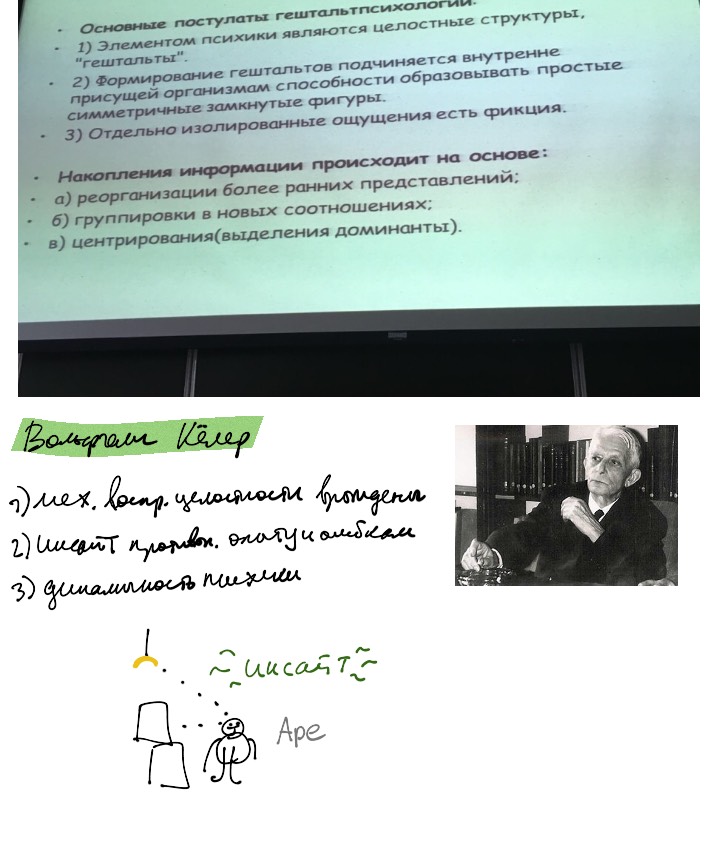 • Основные постулаты гештальтпсихологии:
• 1) Элементом психики являются целостные структуры,
"гештальты".
• 2) Формирование гештальтов подчиняется внутренне
присущей организмам способности образовывать простые
симметричные замкнутые фигуры.
• 3) Отдельно изолированные ощущения есть фикция.
• Накопления информации происходит на основе:
• а) реорганизации более ранних представлений;
• б) группировки в новых соотношениях;
• в) центрирования(выделения доминанты).
Вольфганг Кёлер
1) мех. воспр. целостности врождены
2) инсайт противоп. опыту и ошибкам
3) динамичность психики
~ инсайт ~
Ape